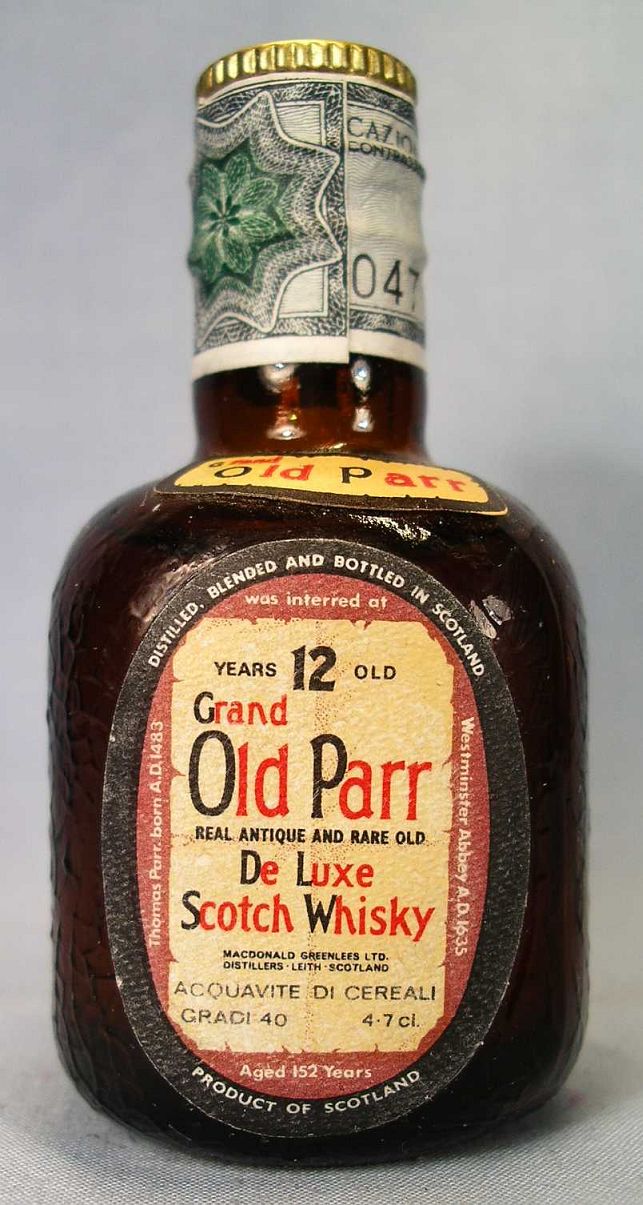 CAZIO
CONTRAS
047
Grand
Old Parr
DISTILLED, BLENDED AND BOTTLED IN SCOTLAND.
was interred at
YEARS 12 OLD
Grand
Old Parr
REAL ANTIQUE AND RARE OLD
De Luxe
Scotch Whisky
MACDONALD GREENLEES LTD.
DISTILLERS·LEITH·SCOTLAND
ACQUAVITE DI CEREALI
GRADI 40 4·7 cl.
Thomas Parr. born A.D.1483
Westminster Abbey A.D.1635
Aged 152 Years
PRODUCT OF SCOTLAND